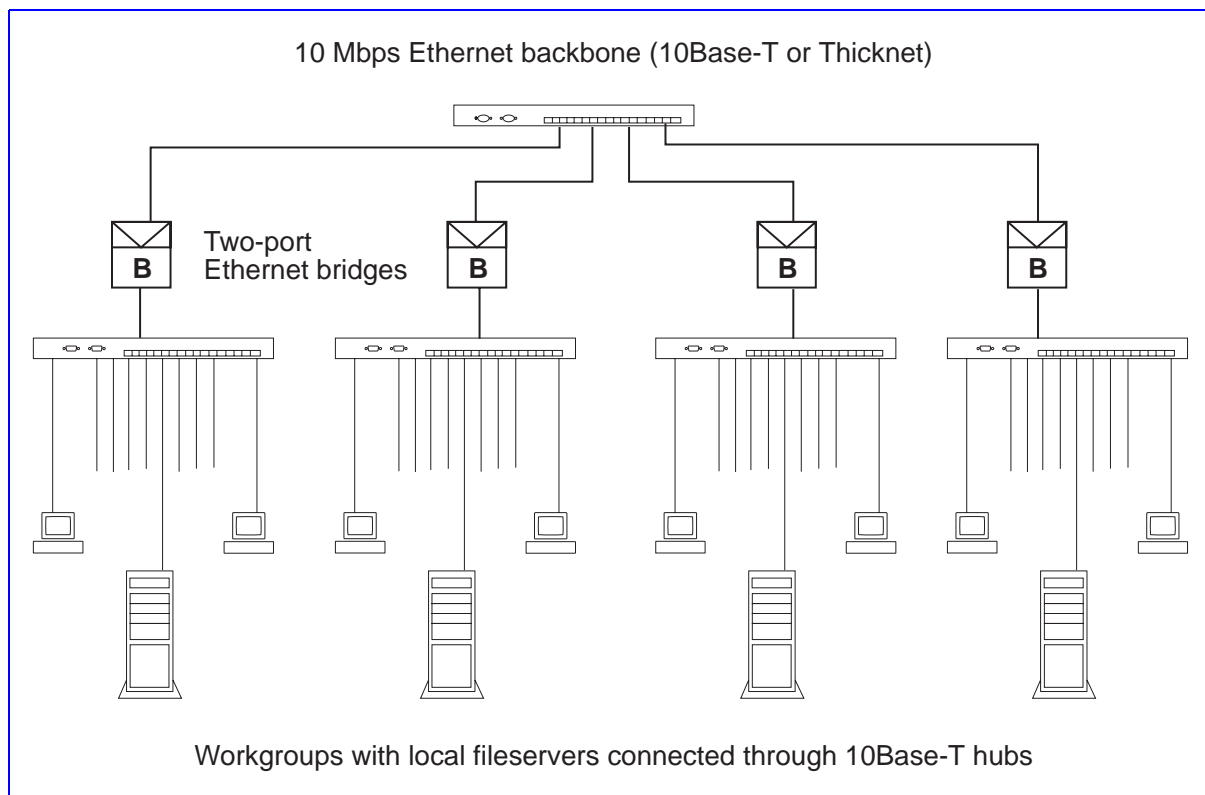 10 Mbps Ethernet backbone (10Base-T or Thicknet)
Two-port
Ethernet bridges
B
B
B
B
Workgroups with local fileservers connected through 10Base-T hubs